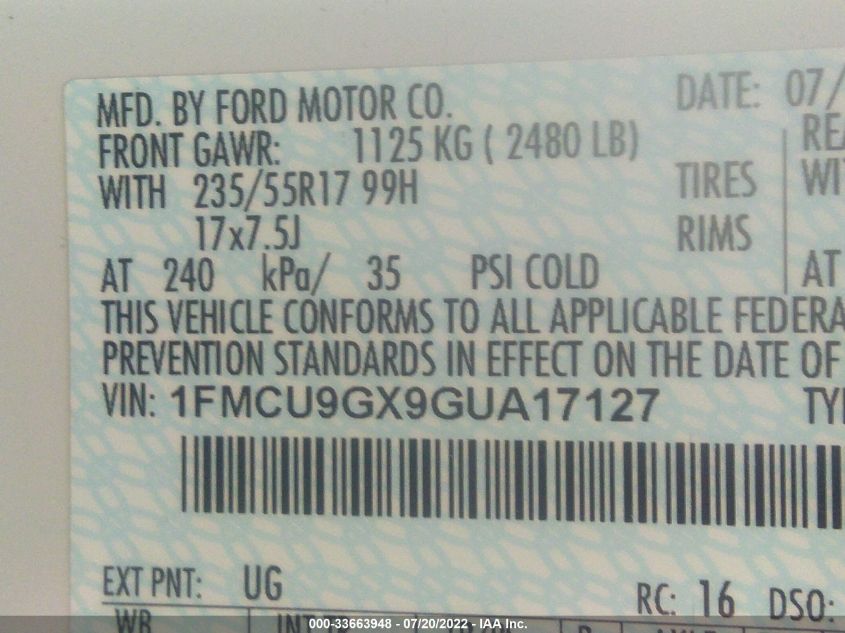 MFD. BY FORD MOTOR CO. DATE: 07/
FRONT GAWR: 1125 KG ( 2480 LB)
WITH 235/55R17 99H TIRES
17x7.5J RIMS
AT 240 kPa/ 35 PSI COLD AT
THIS VEHICLE CONFORMS TO ALL APPLICABLE
PREVENTION STANDARDS IN EFFECT ON THE DATE OF
VIN: 1FMCU9GX9GUA17127
EXT PNT: UG RC: 16 DSO:
WB
000-33663948 - 07/20/2022 - IAA Inc.